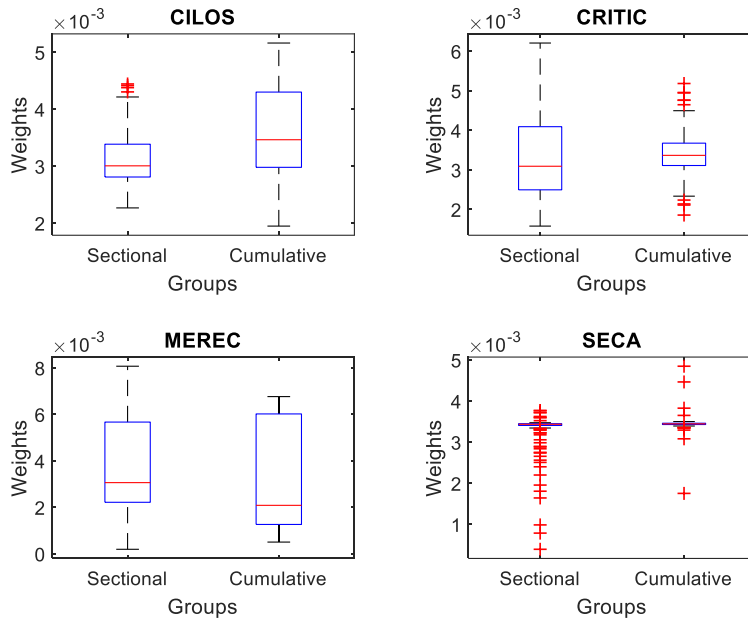 CILOS
×10⁻³
5
4
3
2
Weights
Sectional Cumulative
Groups
CRITIC
×10⁻³
6
5
4
3
2
Weights
Sectional Cumulative
Groups
MEREC
×10⁻³
8
6
4
2
0
Weights
Sectional Cumulative
Groups
SECA
×10⁻³
5
4
3
2
1
Weights
Sectional Cumulative
Groups